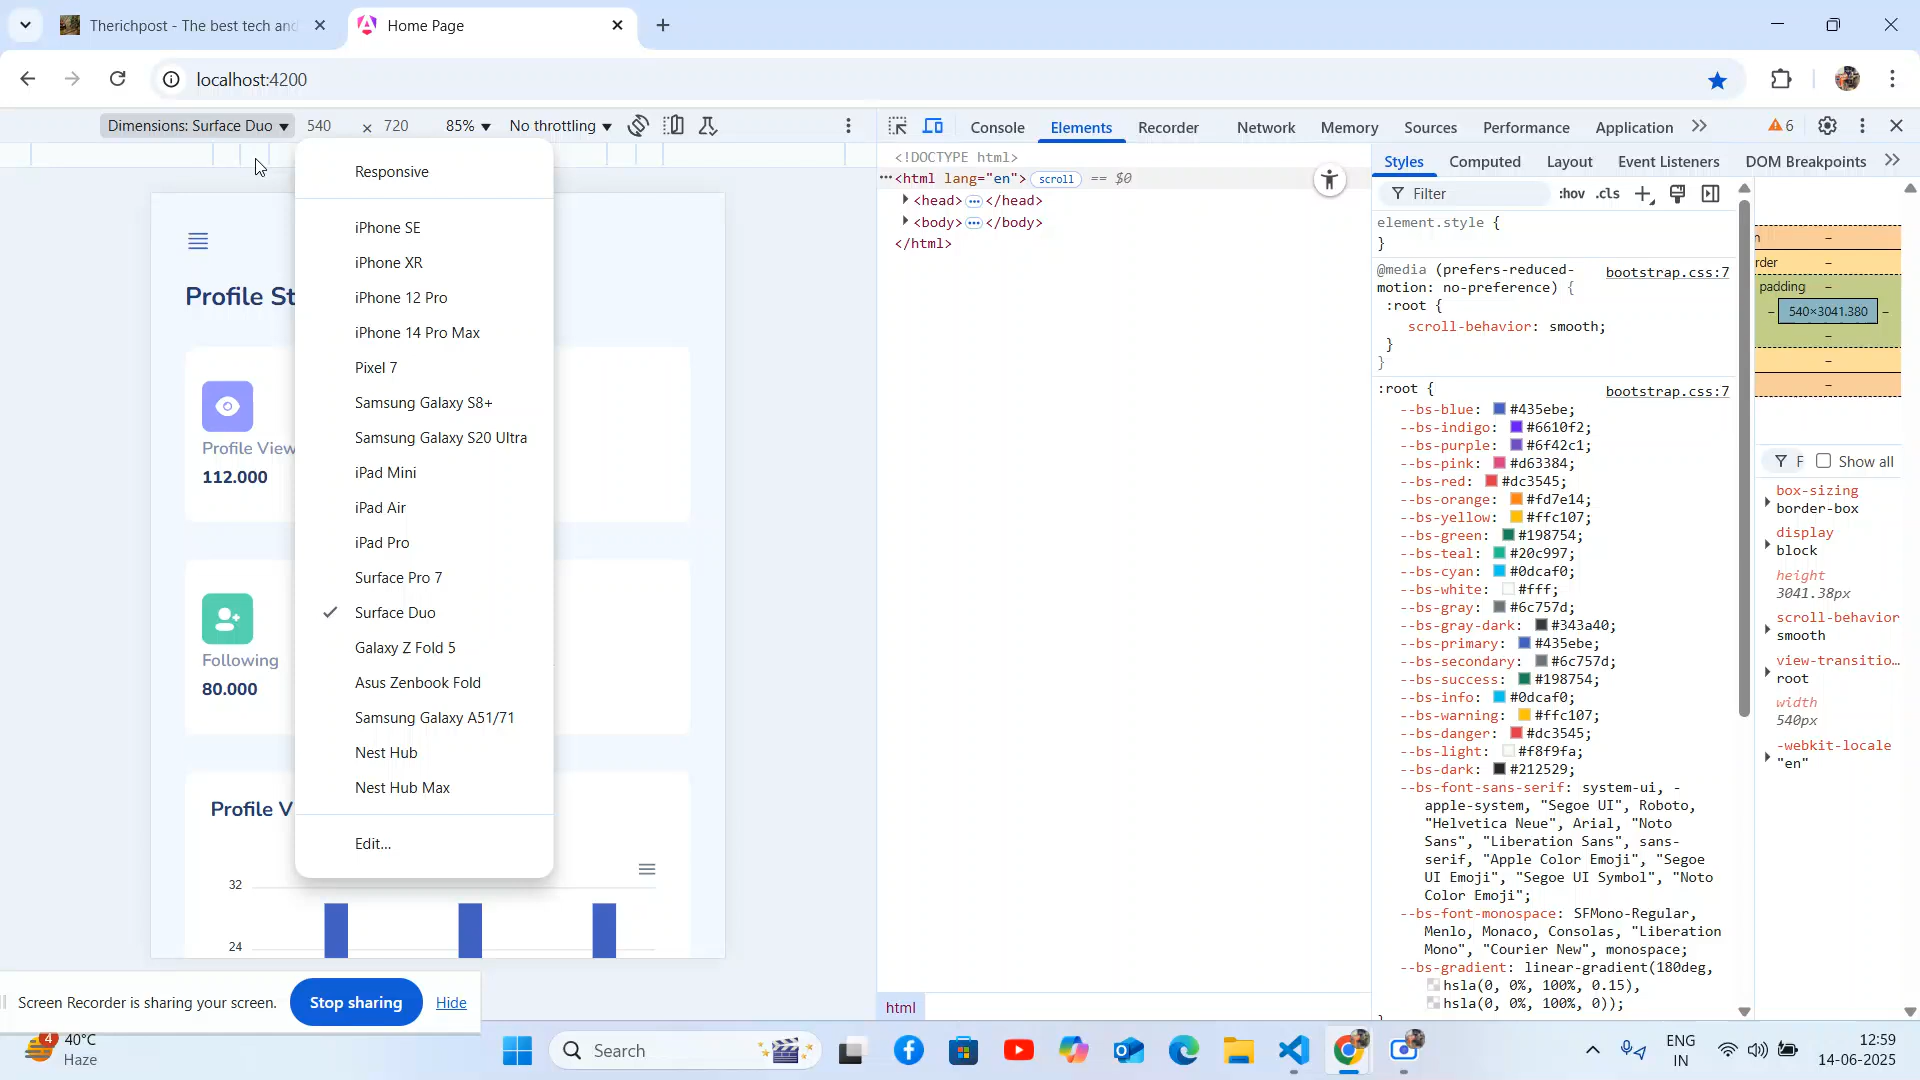 Therichpost - The best tech and
Home Page
localhost:4200
Dimensions: Surface Duo
540 × 720
85%
No throttling
Responsive
iPhone SE
iPhone XR
iPhone 12 Pro
iPhone 14 Pro Max
Pixel 7
Samsung Galaxy S8+
Samsung Galaxy S20 Ultra
iPad Mini
iPad Air
iPad Pro
Surface Pro 7
Surface Duo
Galaxy Z Fold 5
Asus Zenbook Fold
Samsung Galaxy A51/71
Nest Hub
Nest Hub Max
Edit...
Profile St
Profile View
112.000
Following
80.000
Profile V
32
24
Console
Elements
Recorder
Network
Memory
Sources
Performance
Application
6
<!DOCTYPE html>
<html lang="en"> scroll == $0
<head> </head>
<body> </body>
</html>
html
Styles
Computed
Layout
Event Listeners
DOM Breakpoints
Filter
:hov .cls
element.style {
}
@media (prefers-reduced- bootstrap.css:7
motion: no-preference) {
:root {
scroll-behavior: smooth;
}
}
:root { bootstrap.css:7
--bs-blue: #435ebe;
--bs-indigo: #6610f2;
--bs-purple: #6f42c1;
--bs-pink: #d63384;
--bs-red: #dc3545;
--bs-orange: #fd7e14;
--bs-yellow: #ffc107;
--bs-green: #198754;
--bs-teal: #20c997;
--bs-cyan: #0dcaf0;
--bs-white: #fff;
--bs-gray: #6c757d;
--bs-gray-dark: #343a40;
--bs-primary: #435ebe;
--bs-secondary: #6c757d;
--bs-success: #198754;
--bs-info: #0dcaf0;
--bs-warning: #ffc107;
--bs-danger: #dc3545;
--bs-light: #f8f9fa;
--bs-dark: #212529;
--bs-font-sans-serif: system-ui, -
apple-system, "Segoe UI", Roboto,
"Helvetica Neue", Arial, "Noto
Sans", "Liberation Sans", sans-
serif, "Apple Color Emoji", "Segoe
UI Emoji", "Segoe UI Symbol", "Noto
Color Emoji";
--bs-font-monospace: SFMono-Regular,
Menlo, Monaco, Consolas, "Liberation
Mono", "Courier New", monospace;
--bs-gradient: linear-gradient(180deg,
hsla(0, 0%, 100%, 0.15),
hsla(0, 0%, 100%, 0));
n
–
rder –
padding –
– 540×3041.380 –
–
–
–
F Show all
box-sizing
border-box
display
block
height
3041.38px
scroll-behavior
smooth
view-transitio...
root
width
540px
-webkit-locale
"en"
Screen Recorder is sharing your screen.
Stop sharing
Hide
4
40°C
Haze
Search
ENG
IN
12:59
14-06-2025